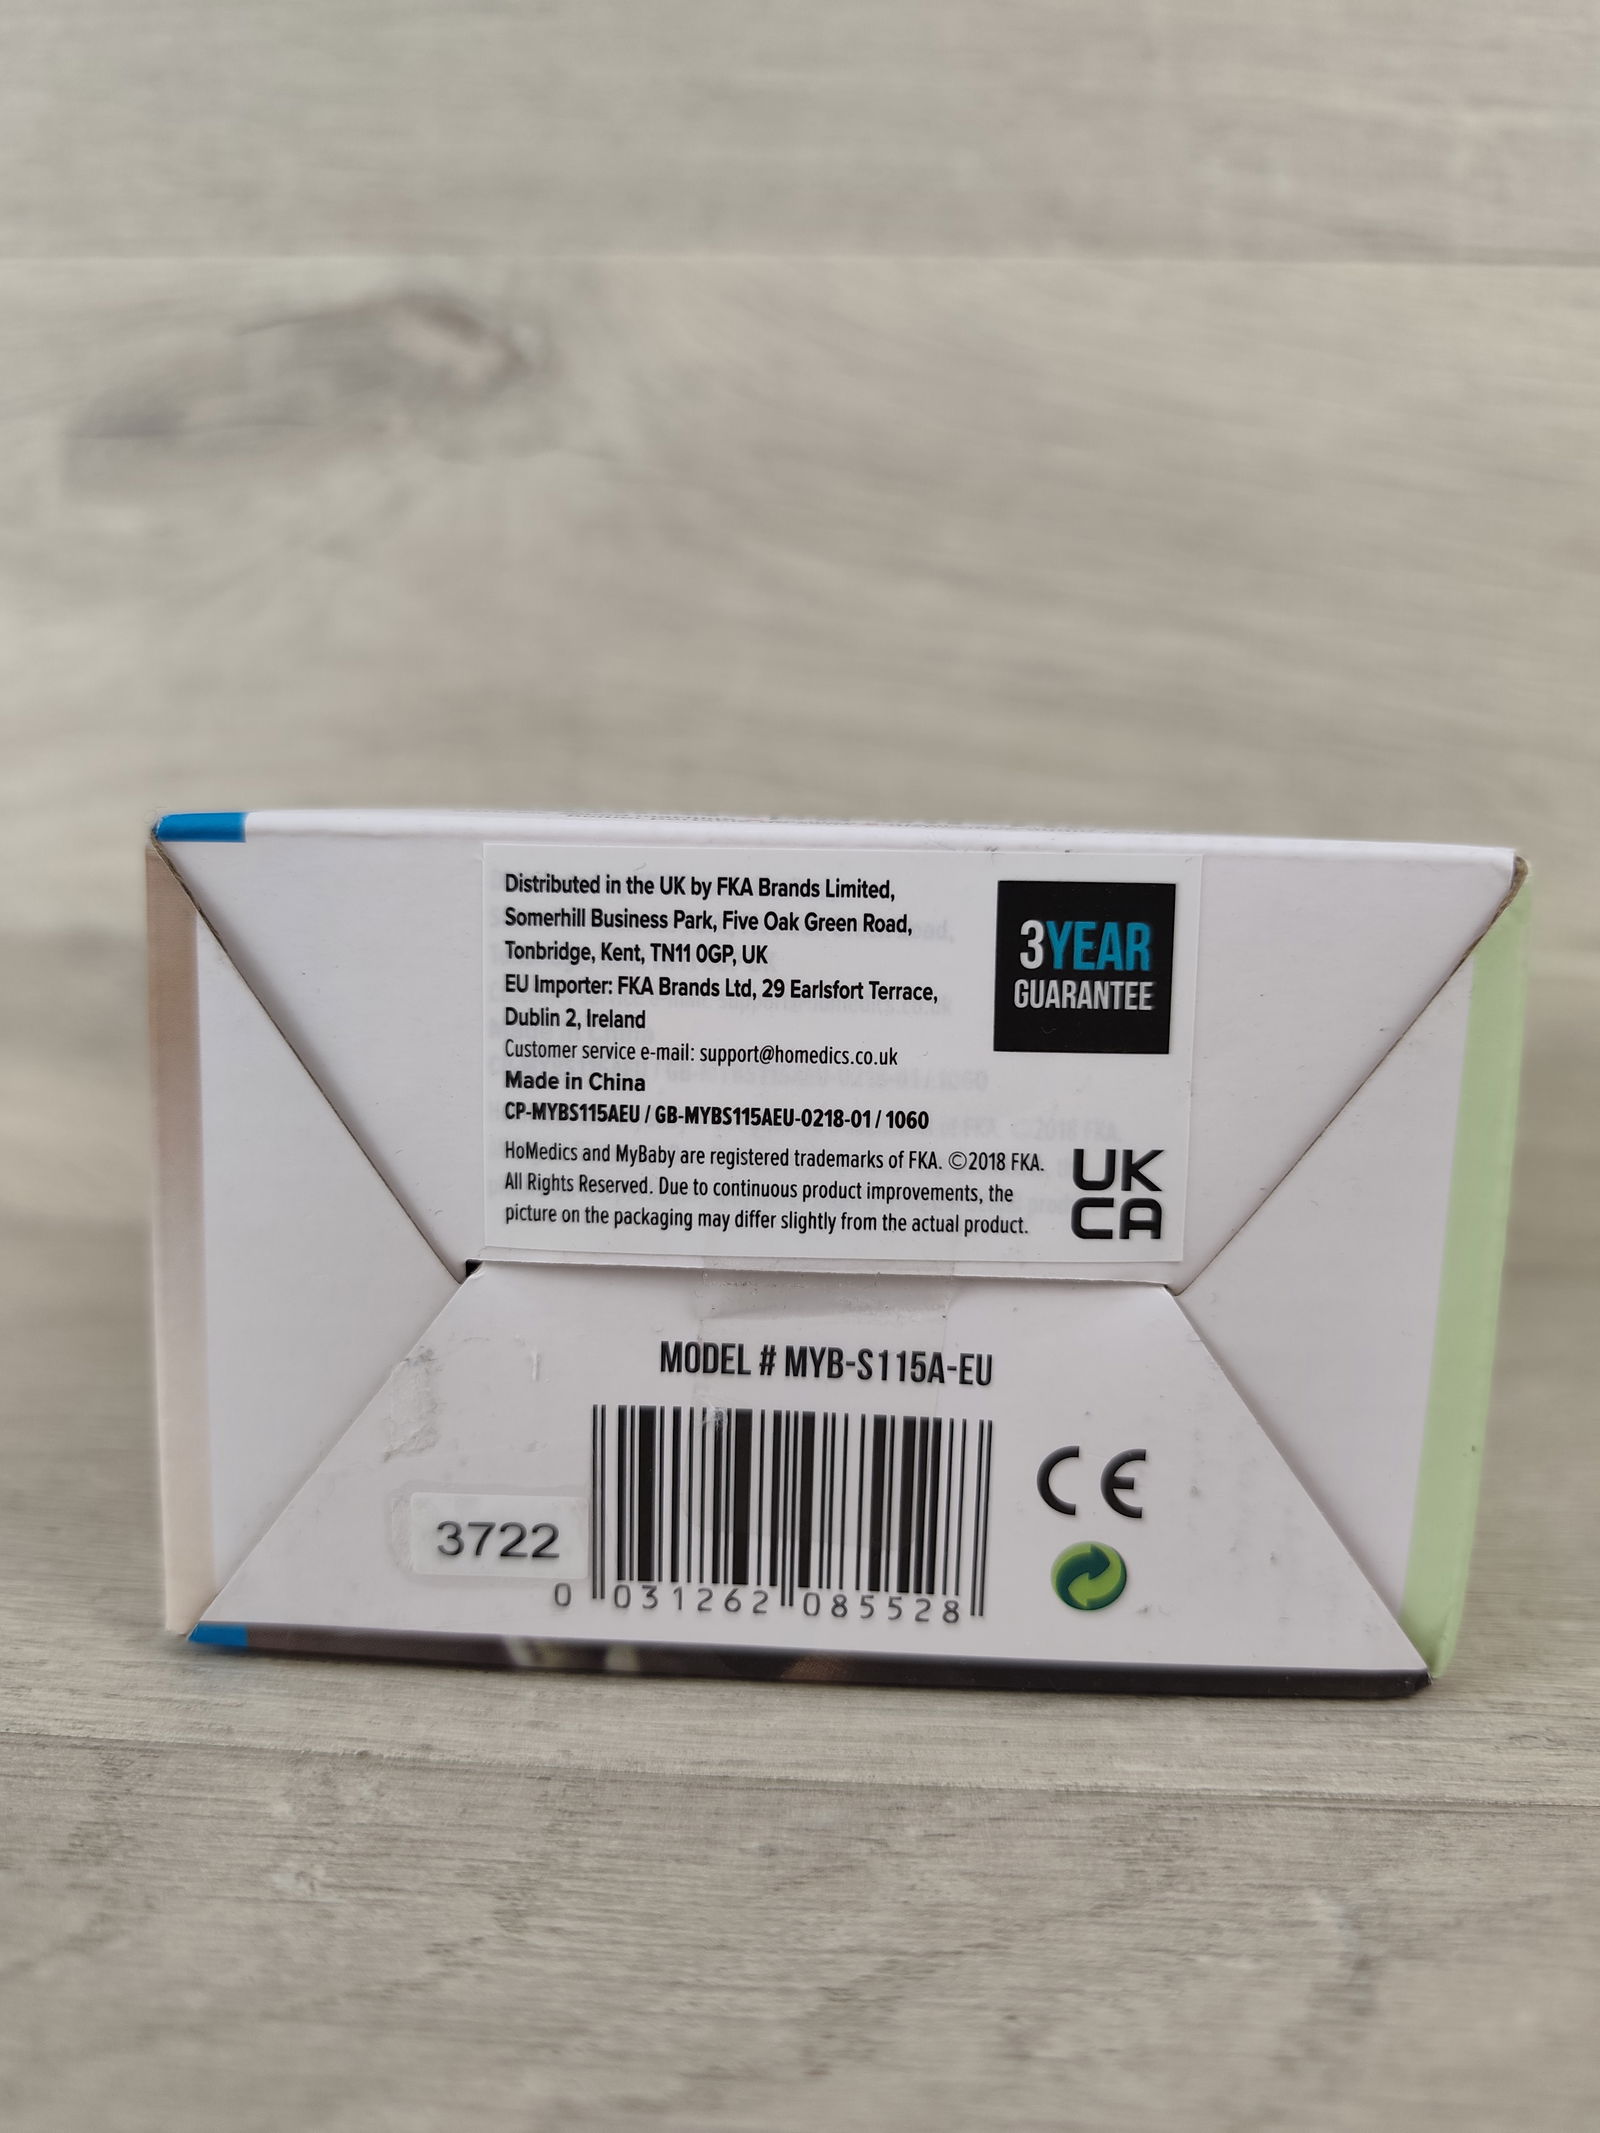 Distributed in the UK by FKA Brands Limited,
Somerhill Business Park, Five Oak Green Road,
Tonbridge, Kent, TN11 0GP, UK
EU Importer: FKA Brands Ltd, 29 Earlsfort Terrace,
Dublin 2, Ireland
Customer service e-mail: support@homedics.co.uk
Made in China
CP-MYBS115AEU / GB-MYBS115AEU-0218-01 / 1060
HoMedics and MyBaby are registered trademarks of FKA. ©2018 FKA.
All Rights Reserved. Due to continuous product improvements, the
picture on the packaging may differ slightly from the actual product.
3YEAR
GUARANTEE
UK
CA
MODEL # MYB-S115A-EU
CE
3722
0 031262 085528